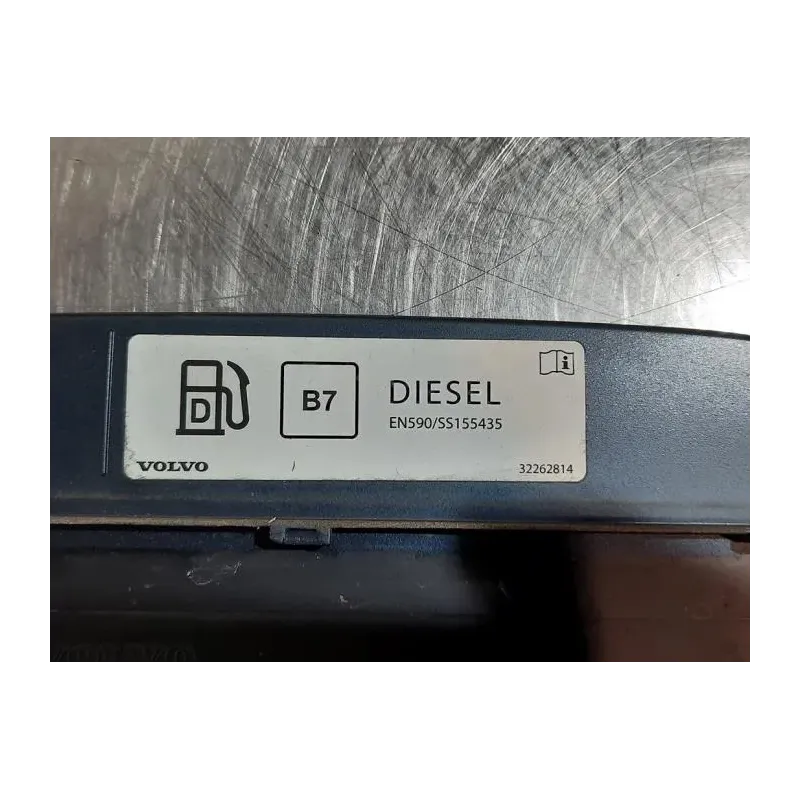 D
B7
DIESEL
EN590/SS155435
i
VOLVO
32262814